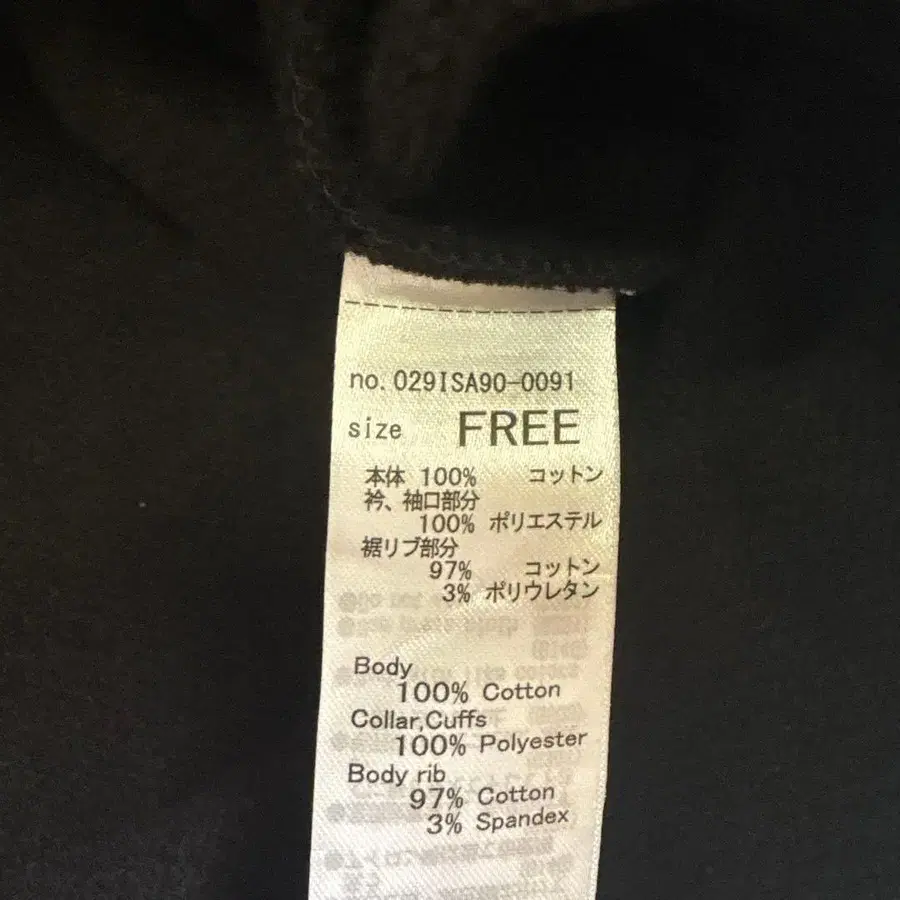 no. 029ISA90-0091
size FREE
本体 100% コットン
衿、袖口部分
100% ポリエステル
裾リブ部分
97% コットン
3% ポリウレタン
Body
100% Cotton
Collar,Cuffs
100% Polyester
Body rib
97% Cotton
3% Spandex